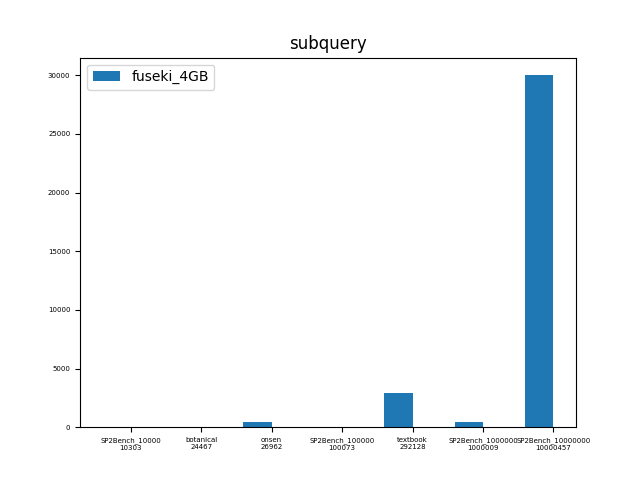 subquery
fuseki_4GB
30000
25000
20000
15000
10000
5000
0
SP2Bench_10000
10303
botanical
24467
onsen
26962
SP2Bench_100000
100073
textbook
292128
SP2Bench_1000000
1000009
SP2Bench_10000000
10000457